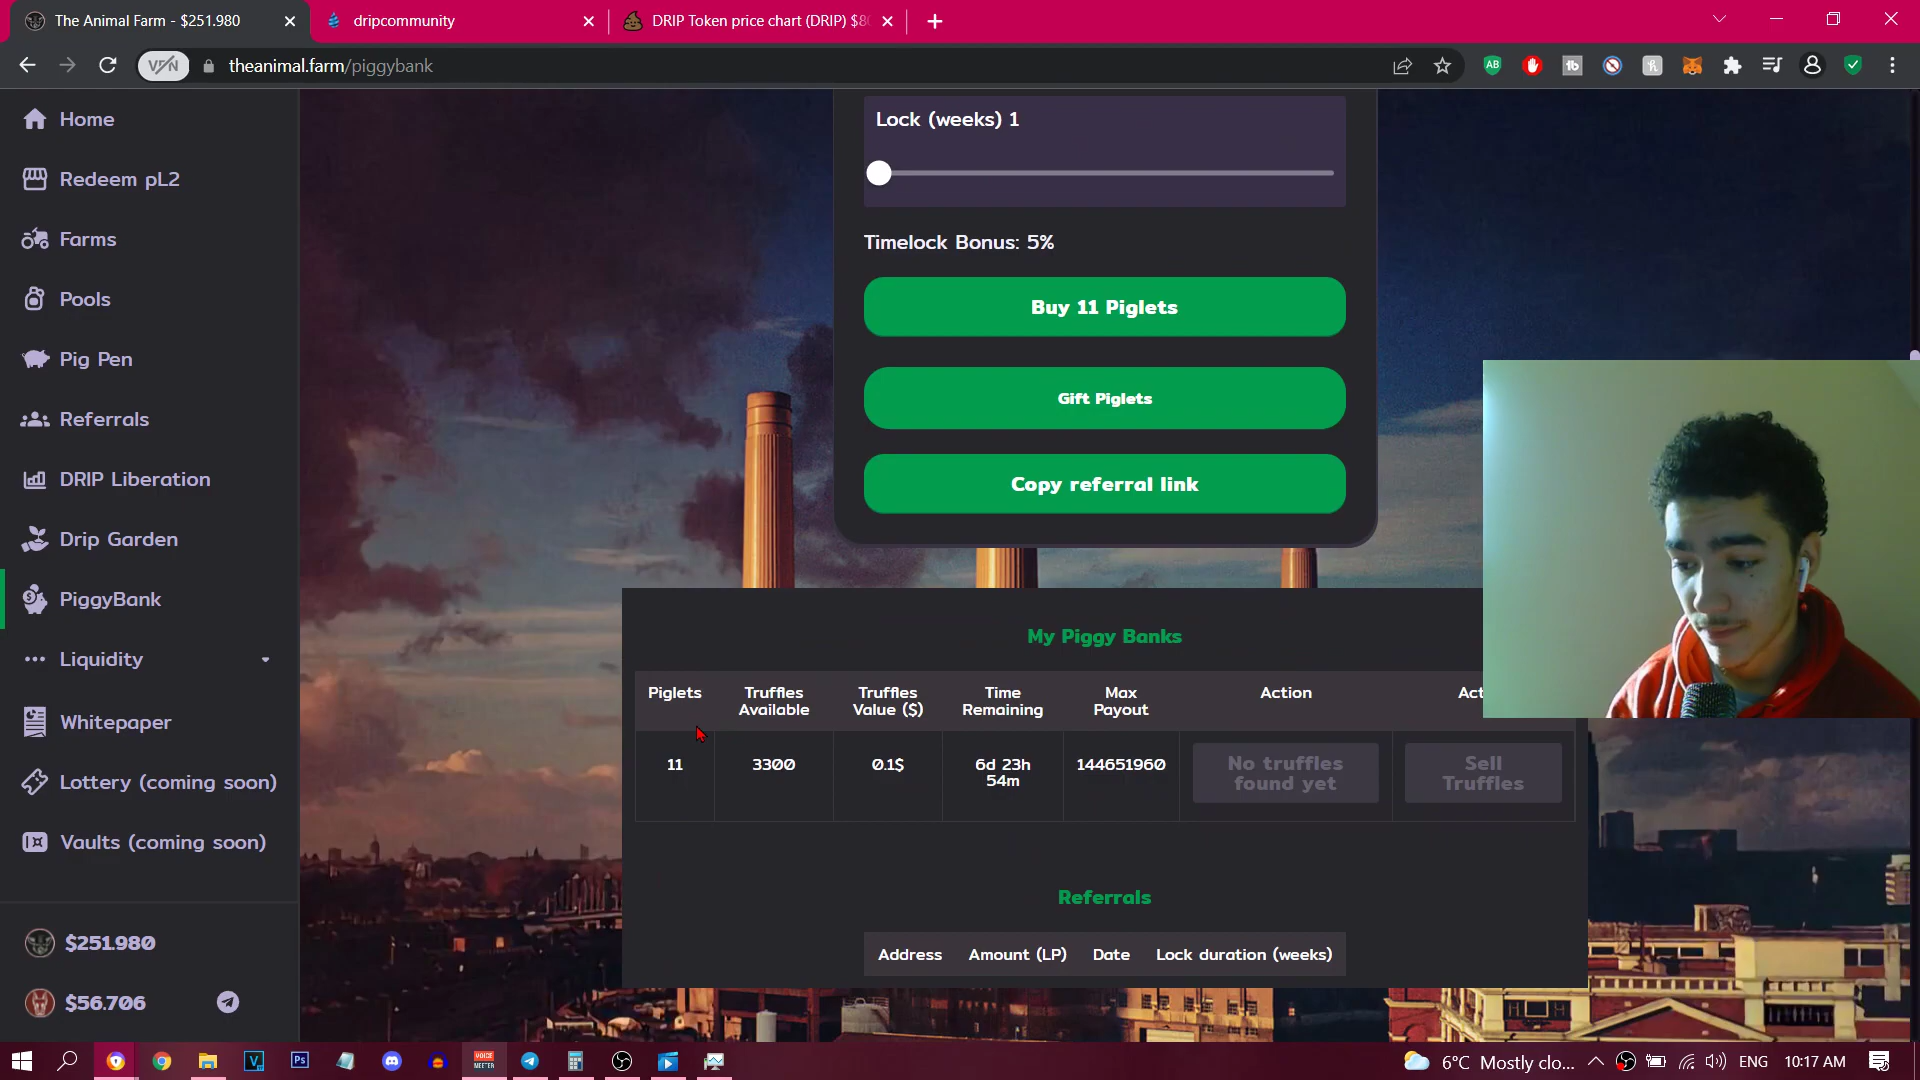 The Animal Farm - $251.980
dripcommunity
DRIP Token price chart (DRIP) $80
VPN
theanimal.farm/piggybank
Home
Redeem pL2
Farms
Pools
Pig Pen
Referrals
DRIP Liberation
Drip Garden
PiggyBank
Liquidity
Whitepaper
Lottery (coming soon)
Vaults (coming soon)
$251.980
$56.706
Lock (weeks) 1
Timelock Bonus: 5%
Buy 11 Piglets
Gift Piglets
Copy referral link
My Piggy Banks
Piglets Truffles Available Truffles Value ($) Time Remaining Max Payout Action Act
11 3300 0.1$ 6d 23h 54m 144651960 No truffles found yet Sell Truffles
Referrals
Address Amount (LP) Date Lock duration (weeks)
6°C Mostly clo... ENG 10:17 AM